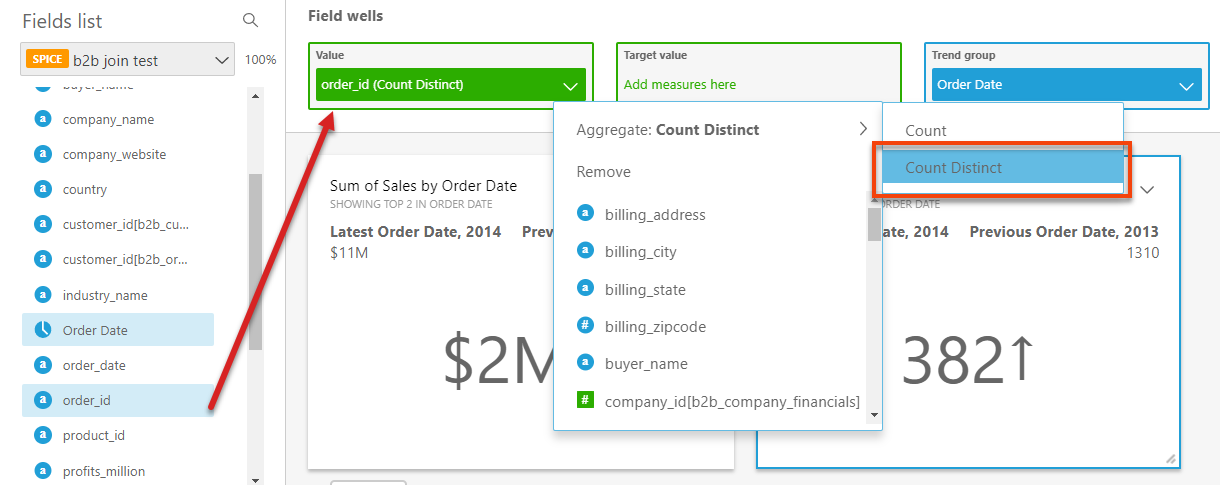 Fields list
SPICE b2b join test
100%
buyer_name
company_name
company_website
country
customer_id[b2b_cu...
customer_id[b2b_or...
industry_name
Order Date
order_date
order_id
product_id
profits_million
Field wells
Value
order_id (Count Distinct)
Target value
Add measures here
Trend group
Order Date
Aggregate: Count Distinct
Remove
billing_address
billing_city
billing_state
billing_zipcode
buyer_name
company_id[b2b_company_financials]
Count
Count Distinct
Sum of Sales by Order Date
SHOWING TOP 2 IN ORDER DATE
Latest Order Date, 2014 Prev
$11M
$2M
ORDER DATE
ate, 2014 Previous Order Date, 2013
1310
382↑